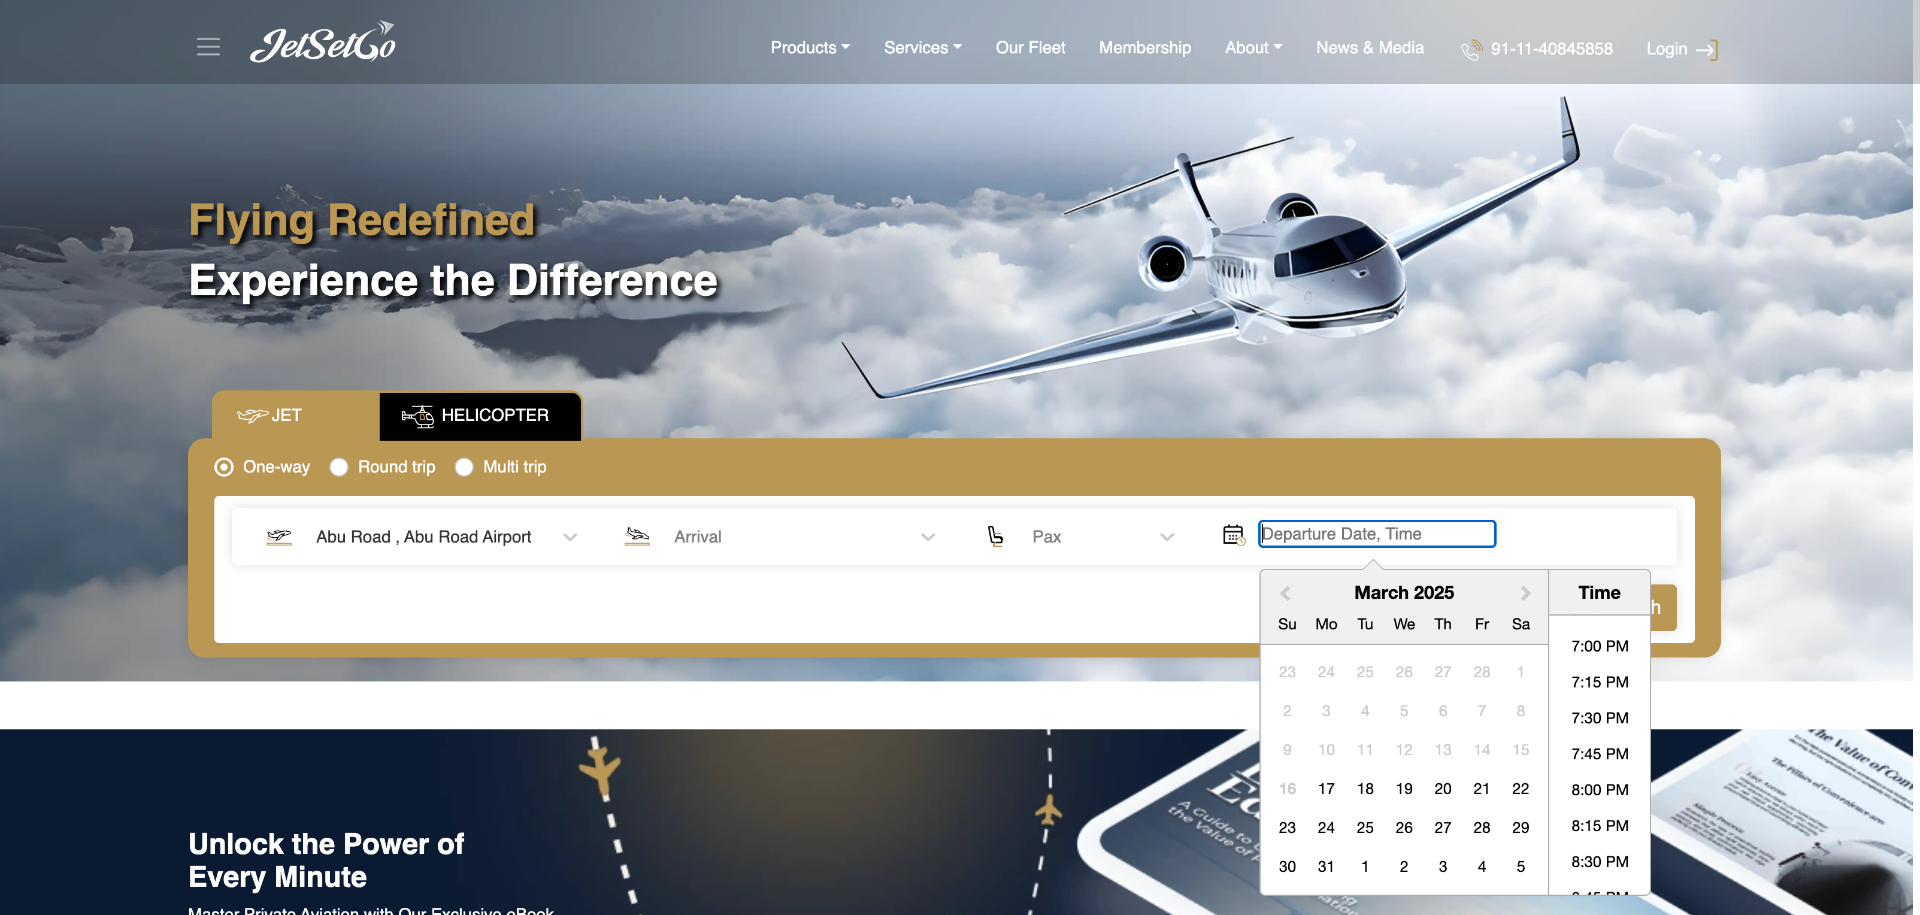 JetSetGo
Products
Services
Our Fleet
Membership
About
News & Media
91-11-40845858
Login
Flying Redefined
Experience the Difference
JET
HELICOPTER
One-way
Round trip
Multi trip
Abu Road , Abu Road Airport
Arrival
Pax
Departure Date, Time
March 2025
Time
Su Mo Tu We Th Fr Sa
23 24 25 26 27 28 1
2 3 4 5 6 7 8
9 10 11 12 13 14 15
16 17 18 19 20 21 22
23 24 25 26 27 28 29
30 31 1 2 3 4 5
7:00 PM
7:15 PM
7:30 PM
7:45 PM
8:00 PM
8:15 PM
8:30 PM
8:45 PM
h
Unlock the Power of
Every Minute
Master Private Aviation with Our Exclusive eBook
A Guide to
the Value of
The Value of
The Pillars of Convenience are: